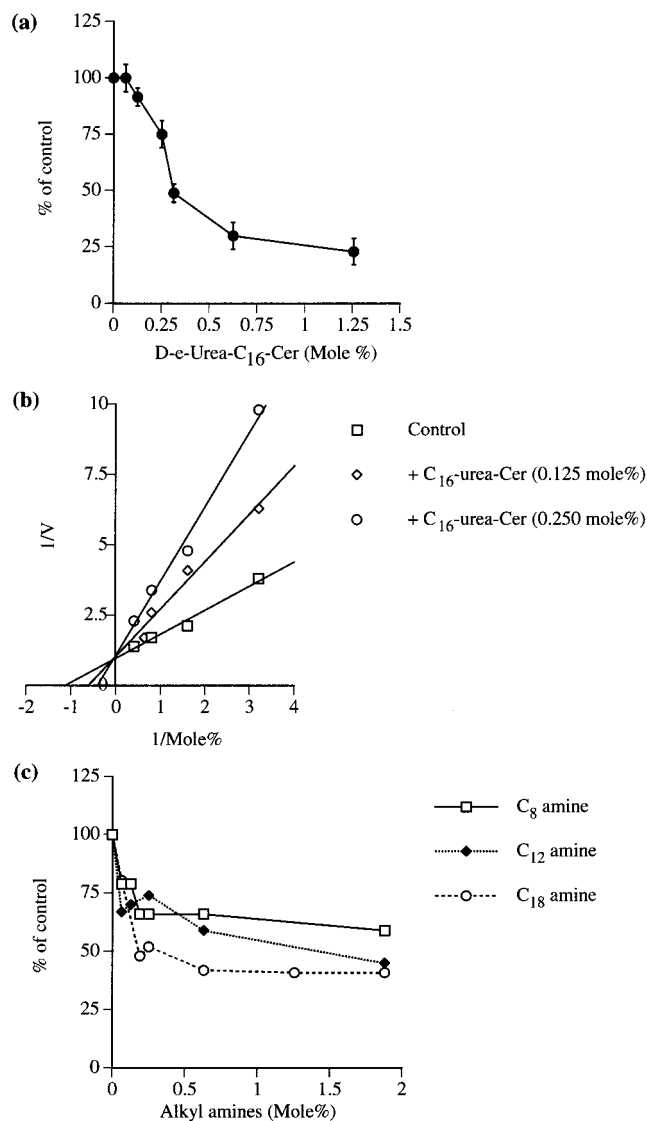 (a)
125
100
75
50
25
0
% of control
0 0.25 0.5 0.75 1 1.25 1.5
D-e-Urea-C16-Cer (Mole %)
(b)
10
7.5
5
2.5
0
1/V
-2 -1 0 1 2 3 4
1/Mole%
Control
+ C16-urea-Cer (0.125 mole%)
+ C16-urea-Cer (0.250 mole%)
(c)
125
100
75
50
25
0
% of control
0 0.5 1 1.5 2
Alkyl amines (Mole%)
C8 amine
C12 amine
C18 amine